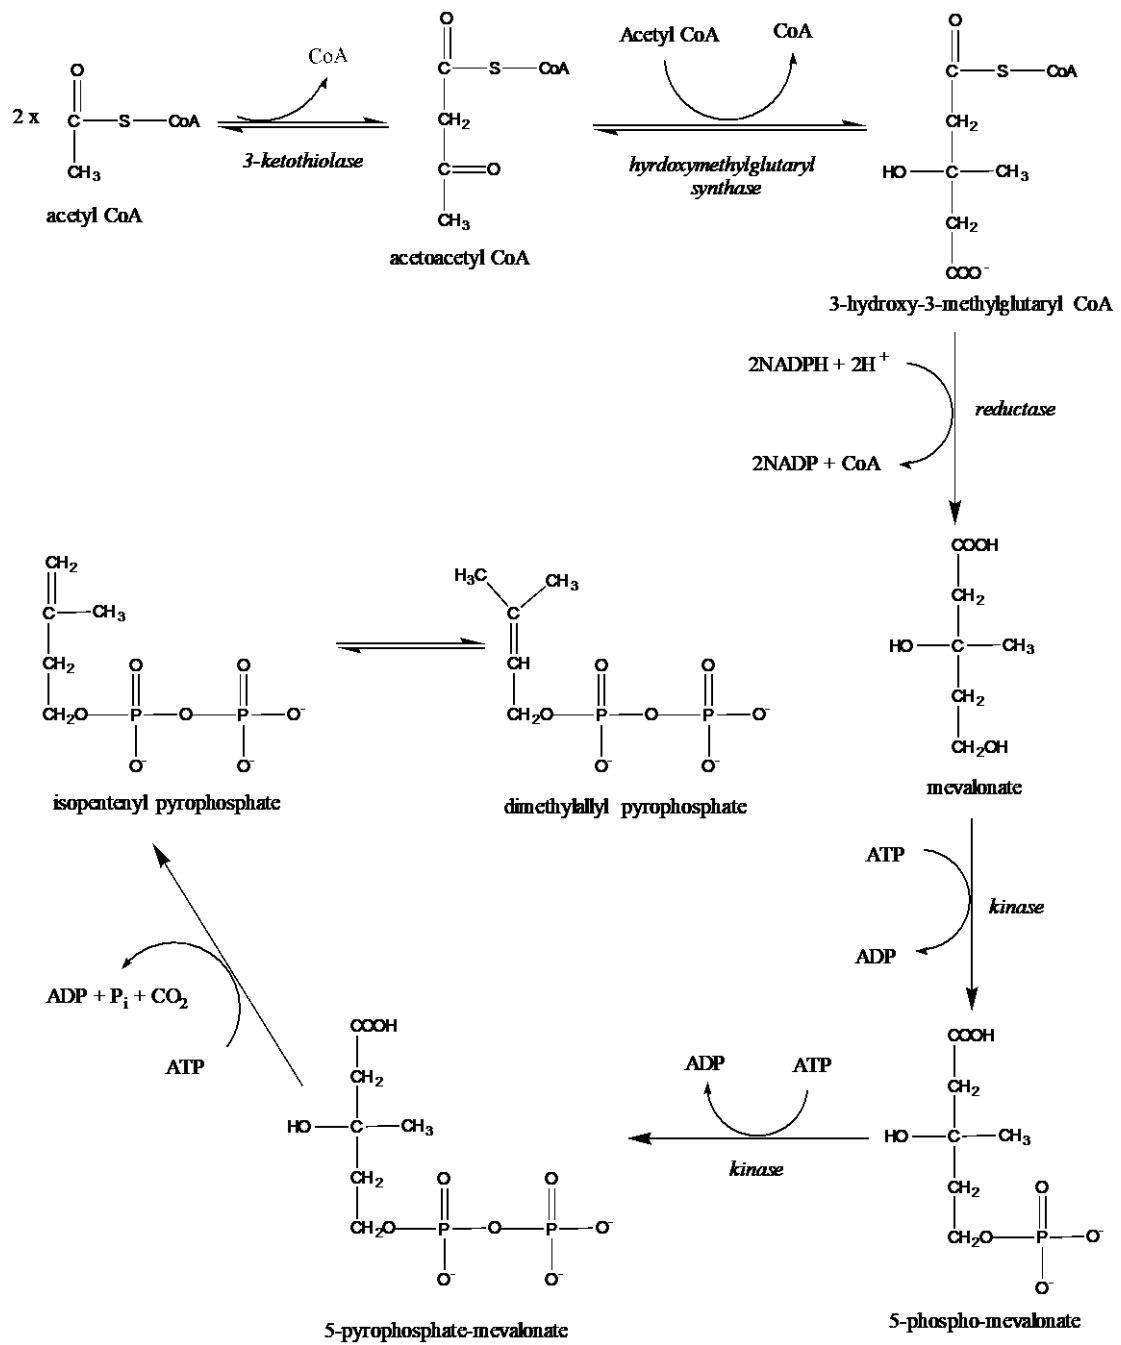 O
C S CoA
CH3
2 x
acetyl CoA
CoA
3-ketothiolase
O
C S CoA
CH2
C O
CH3
acetoacetyl CoA
Acetyl CoA
CoA
hyrdoxymethylglutaryl
synthase
O
C S CoA
CH2
HO C CH3
CH2
COO-
3-hydroxy-3-methylglutaryl CoA
2NADPH + 2H+
reductase
2NADP + CoA
COOH
CH2
HO C CH3
CH2
CH2OH
mevalonate
ATP
kinase
ADP
COOH
CH2
HO C CH3
CH2 O
CH2O P O-
O-
5-phospho-mevalonate
ADP ATP
kinase
COOH
CH2
HO C CH3
CH2 O O
CH2O P O P O-
O- O-
5-pyrophosphate-mevalonate
ADP + Pi + CO2
ATP
CH2
C CH3
CH2 O O
CH2O P O P O-
O- O-
isopentenyl pyrophosphate
H3C CH3
C
CH O O
CH2O P O P O-
O- O-
dimethylallyl pyrophosphate